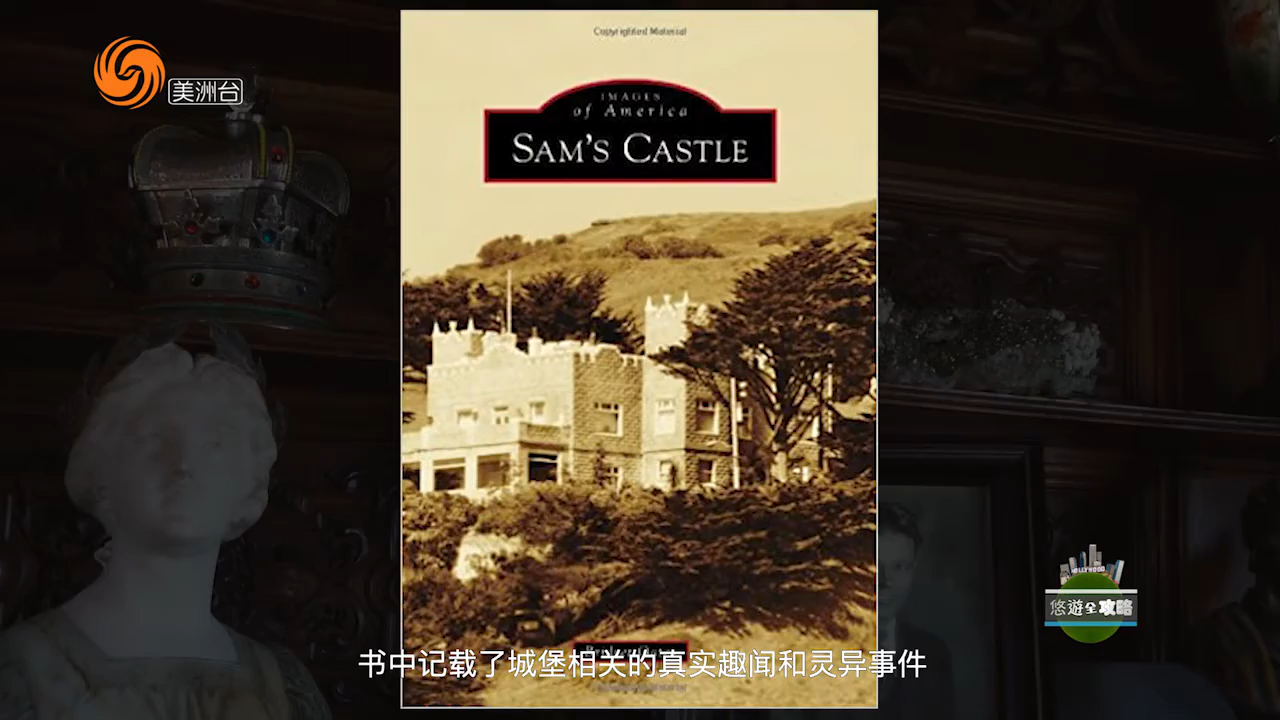 美洲台
Copyrighted Material
IMAGES
of America
SAM'S CASTLE
HOLLYWOOD
悠遊全攻略
书中记载了城堡相关的真实趣闻和灵异事件